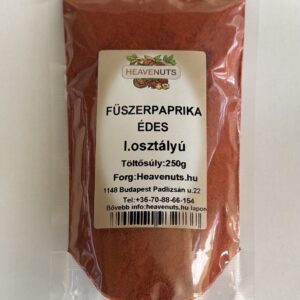 HEAVENUTS
FŰSZERPAPRIKA
ÉDES
I.osztályú
Töltősúly:250g
Forg:Heavenuts.hu
1148 Budapest Padlizsán u.22
Tel:+36-70-88-66-154
Bővebb info:heavenuts.hu lapon